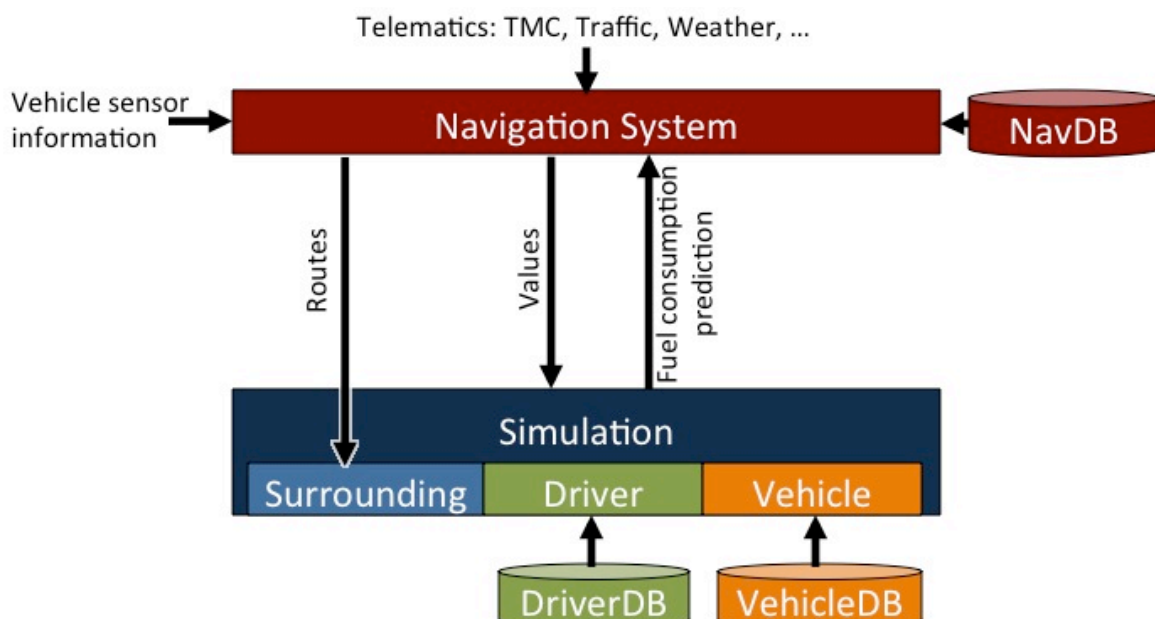 Telematics: TMC, Traffic, Weather, ...
Vehicle sensor
information
Navigation System
NavDB
Routes
Values
Fuel consumption
prediction
Simulation
Surrounding
Driver
Vehicle
DriverDB
VehicleDB